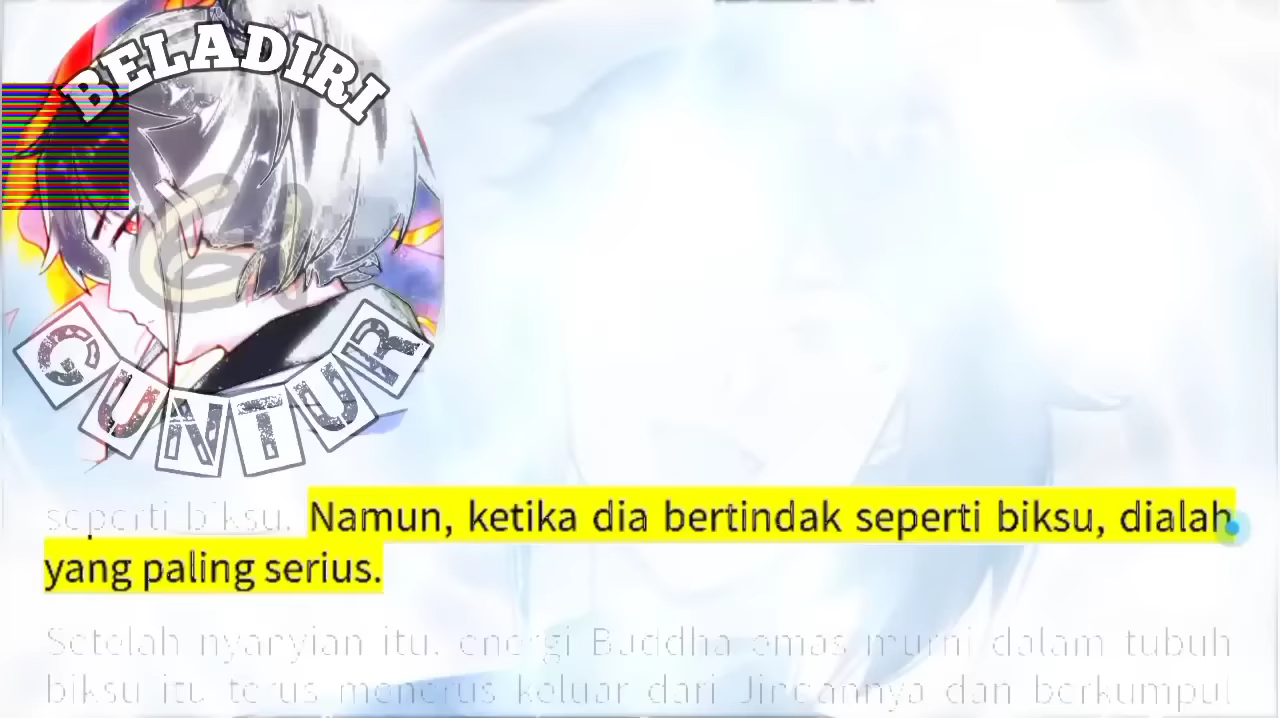 BELADIRI
GUNTUR
seperti biksu. Namun, ketika dia bertindak seperti biksu, dialah
yang paling serius.
Setelah nyanyian itu, energi Buddha emas murni dalam tubuh
biksu itu terus menerus keluar dari Jindannya dan berkumpul